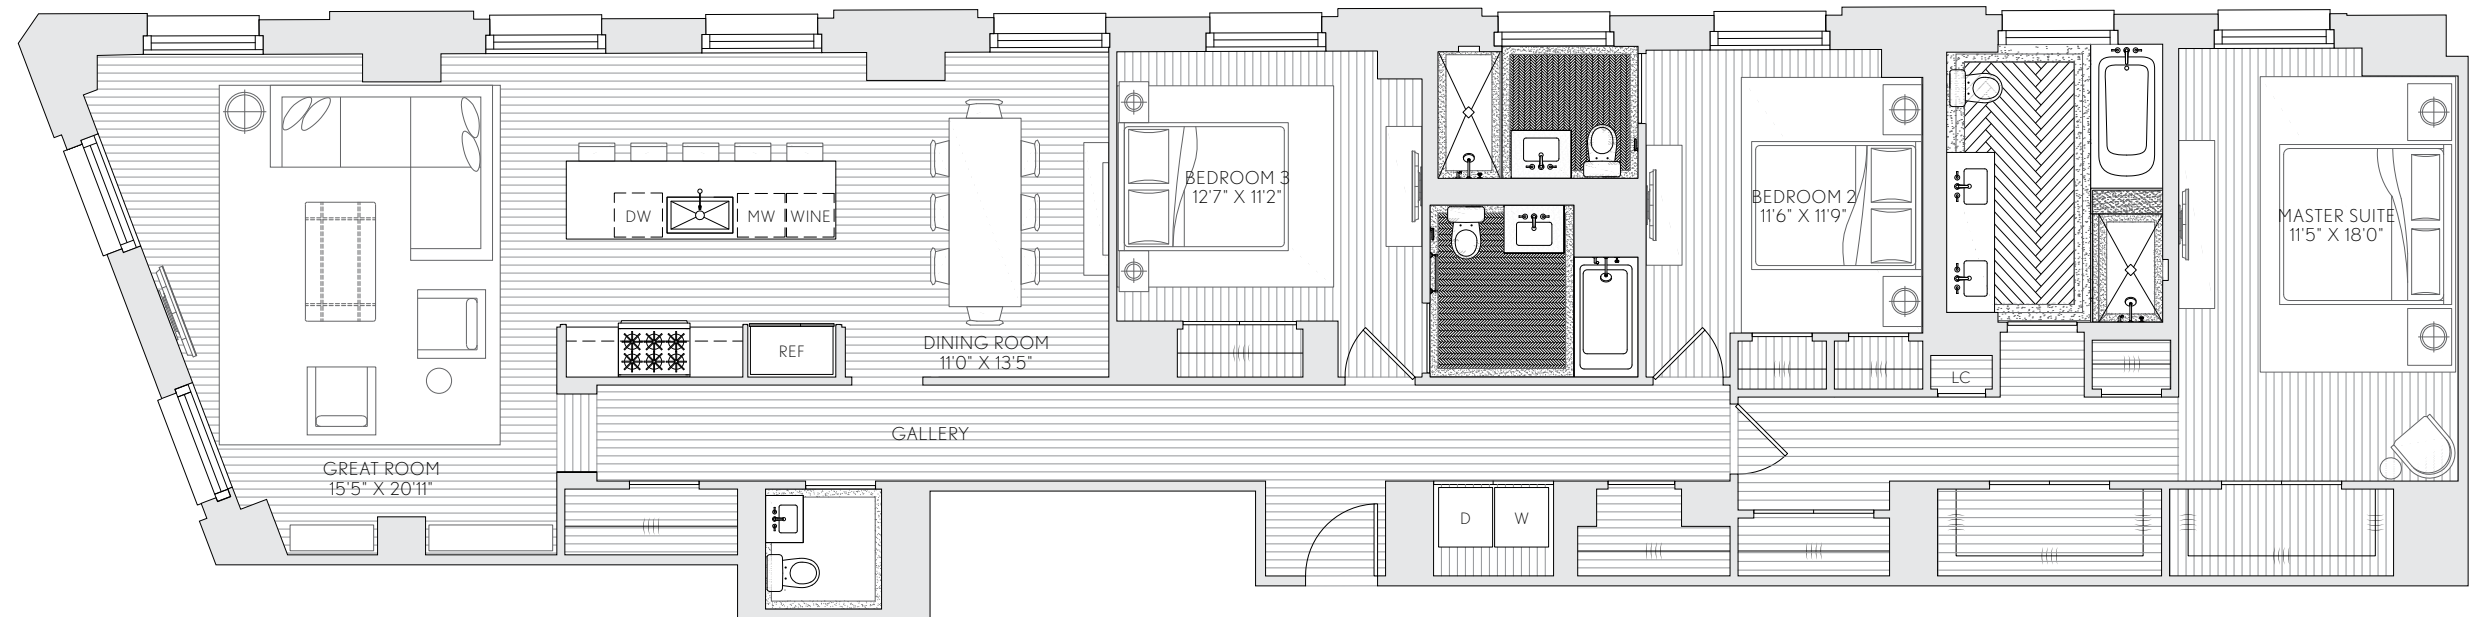 BEDROOM 3
12'7" X 11'2"
BEDROOM 2
11'6" X 11'9"
MASTER SUITE
11'5" X 18'0"
DW
MW
WINE
REF
DINING ROOM
11'0" X 13'5"
LC
GALLERY
GREAT ROOM
15'5" X 20'11"
D
W